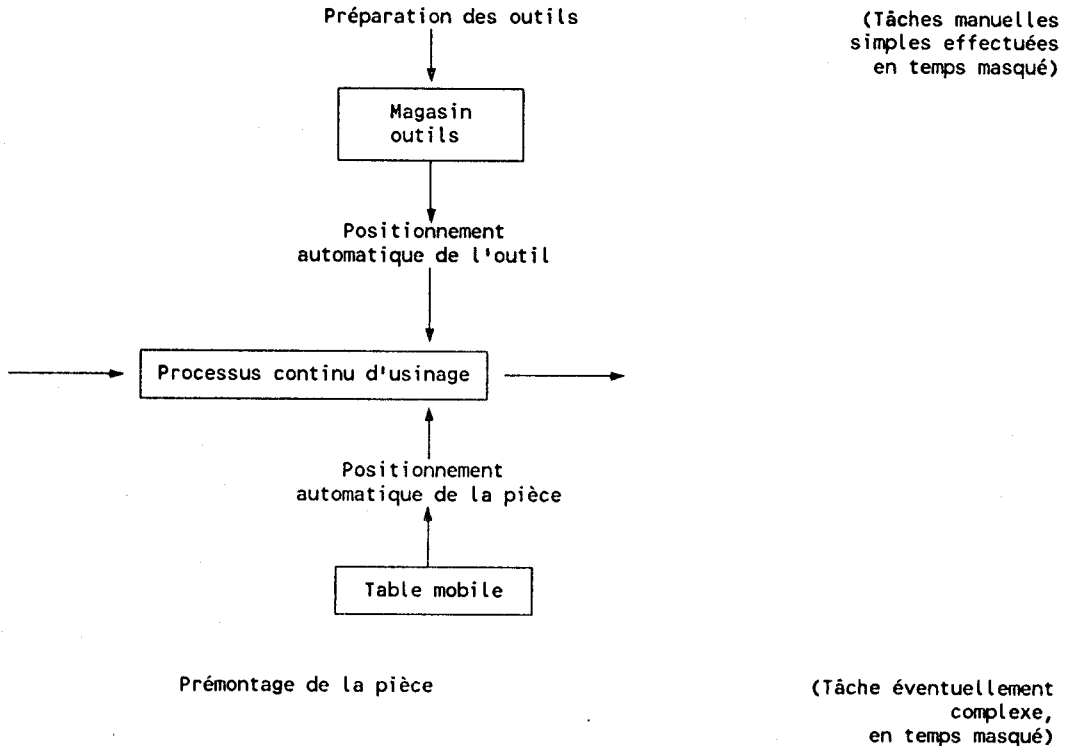 Préparation des outils
(Tâches manuelles
simples effectuées
en temps masqué)
Magasin
outils
Positionnement
automatique de l'outil
Processus continu d'usinage
Positionnement
automatique de la pièce
Table mobile
Prémontage de la pièce
(Tâche éventuellement
complexe,
en temps masqué)